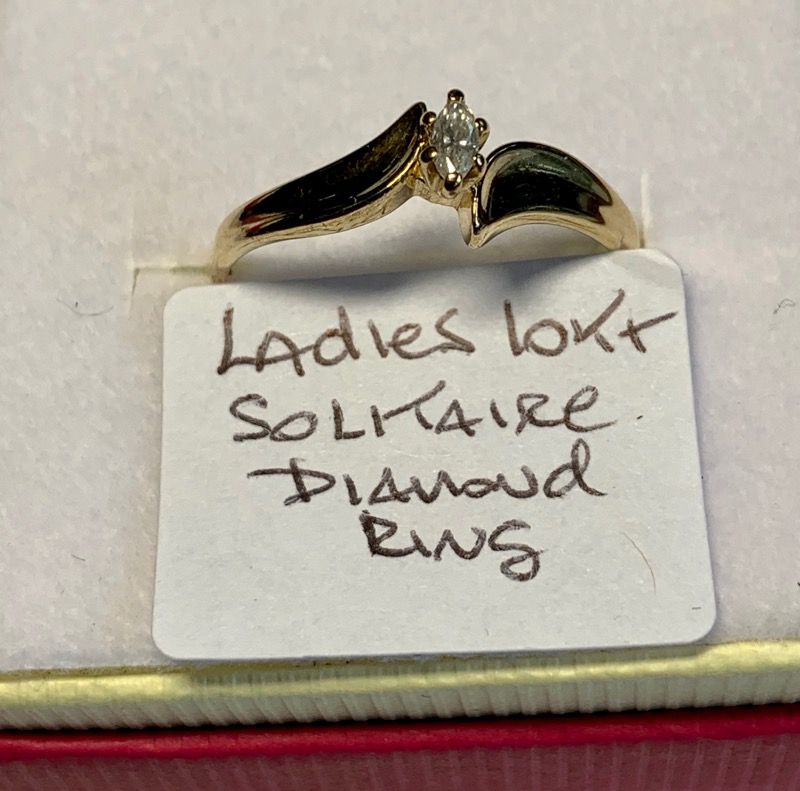 Ladies 10Kt
Solitaire
Diamond
Ring